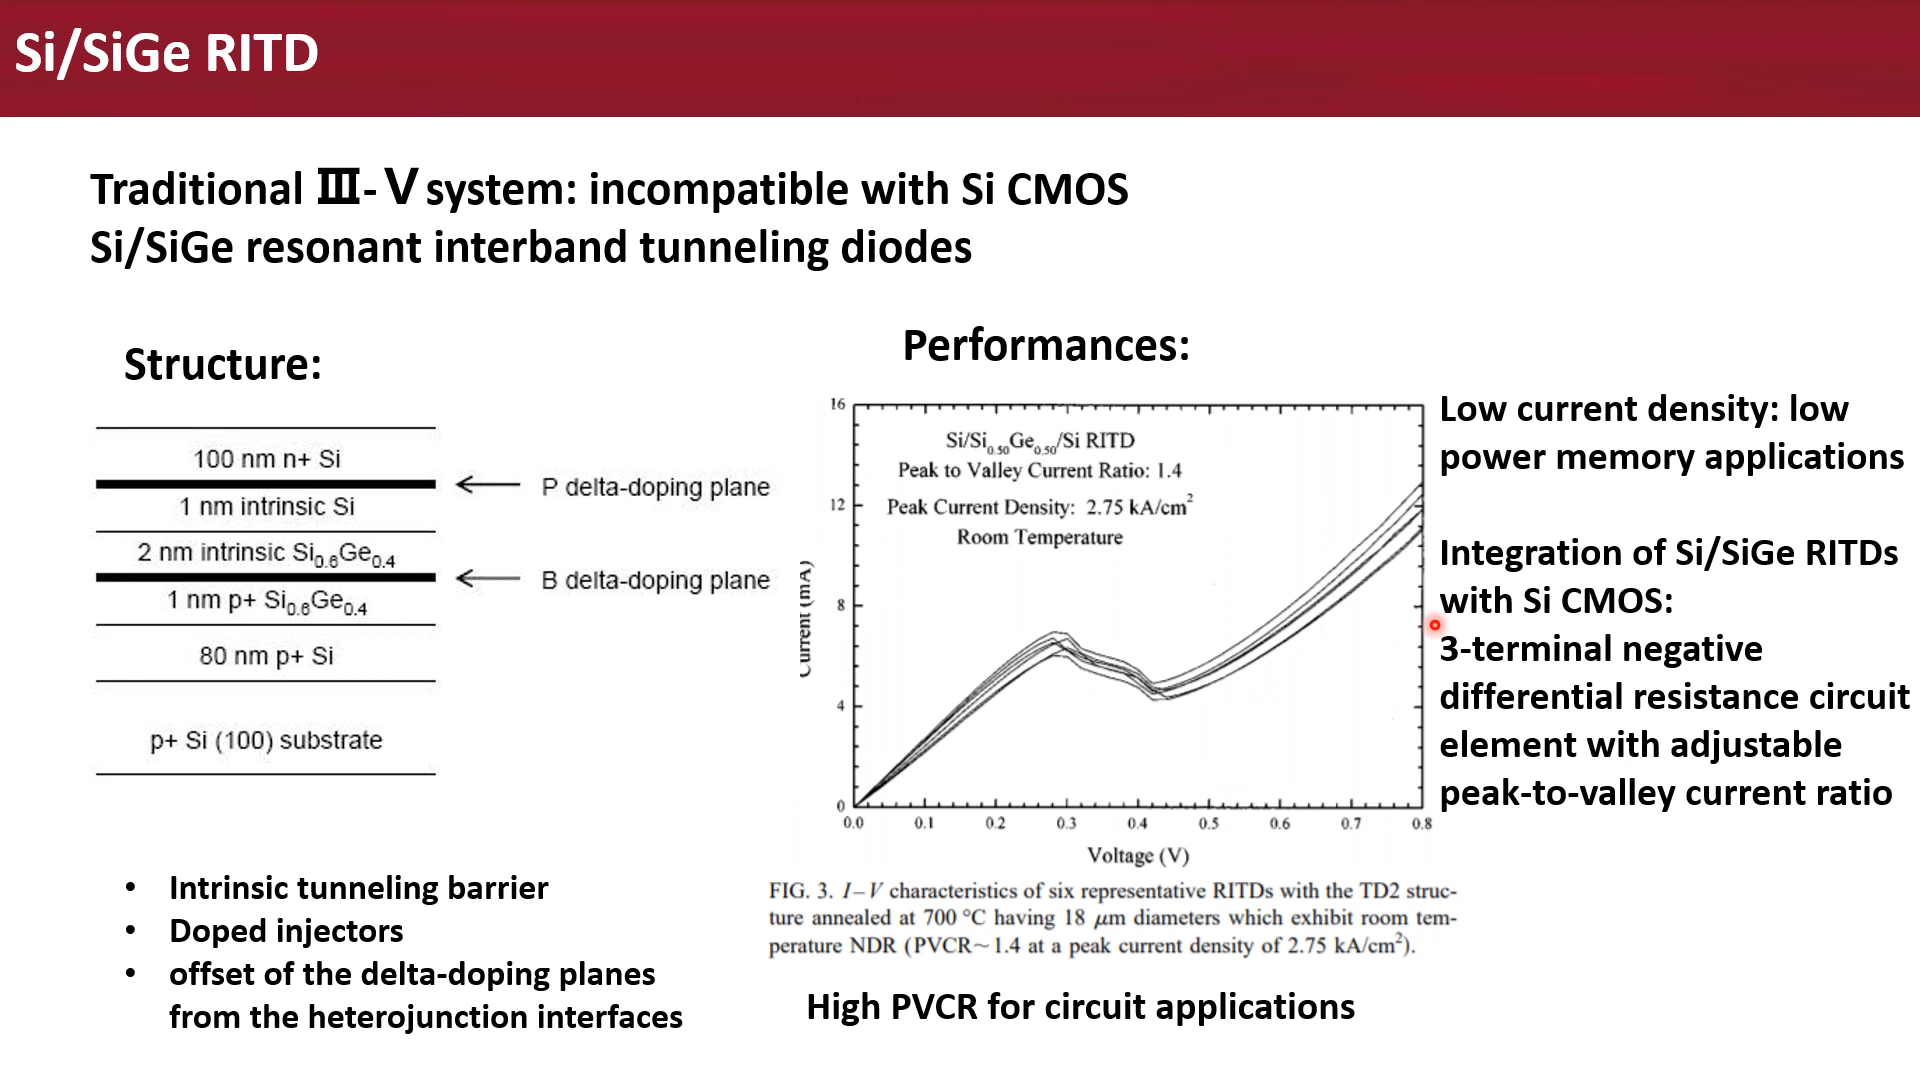 Si/SiGe RITD
Traditional Ⅲ-Ⅴ system: incompatible with Si CMOS
Si/SiGe resonant interband tunneling diodes
Structure:
100 nm n+ Si
P delta-doping plane
1 nm intrinsic Si
2 nm intrinsic Si0.6Ge0.4
B delta-doping plane
1 nm p+ Si0.6Ge0.4
80 nm p+ Si
p+ Si (100) substrate
• Intrinsic tunneling barrier
• Doped injectors
• offset of the delta-doping planes
from the heterojunction interfaces
Performances:
16
12
8
4
0
Current (mA)
Si/Si0.50Ge0.50/Si RITD
Peak to Valley Current Ratio: 1.4
Peak Current Density: 2.75 kA/cm2
Room Temperature
0.0 0.1 0.2 0.3 0.4 0.5 0.6 0.7 0.8
Voltage (V)
FIG. 3. I–V characteristics of six representative RITDs with the TD2 struc-
ture annealed at 700 °C having 18 μm diameters which exhibit room tem-
perature NDR (PVCR~1.4 at a peak current density of 2.75 kA/cm2).
High PVCR for circuit applications
Low current density: low
power memory applications
Integration of Si/SiGe RITDs
with Si CMOS:
3-terminal negative
differential resistance circuit
element with adjustable
peak-to-valley current ratio